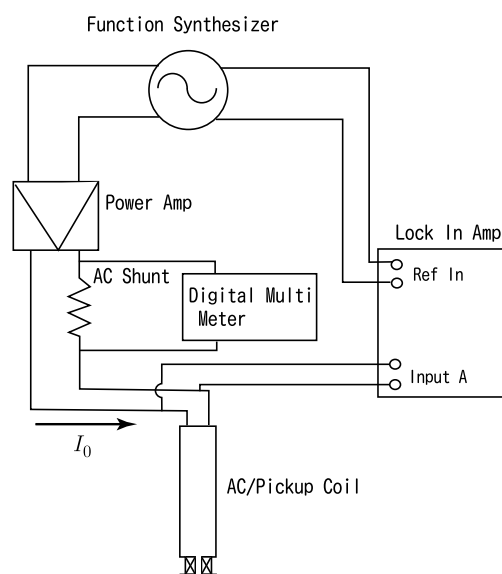 Function Synthesizer
Power Amp
Lock In Amp
Ref In
AC Shunt
Digital Multi
Meter
Input A
I₀
AC/Pickup Coil